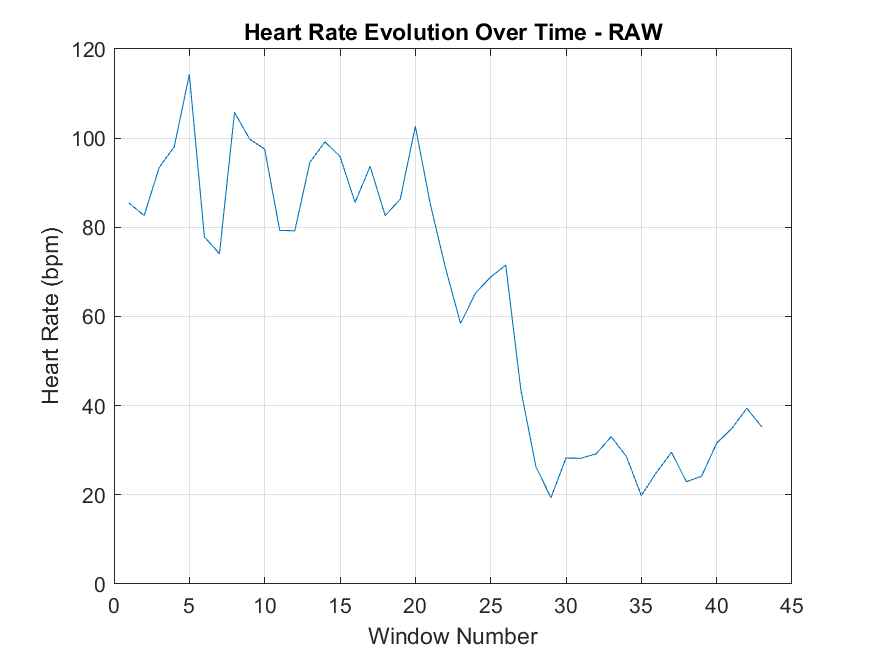 Heart Rate Evolution Over Time - RAW
120
100
80
60
40
20
0
Heart Rate (bpm)
0 5 10 15 20 25 30 35 40 45
Window Number